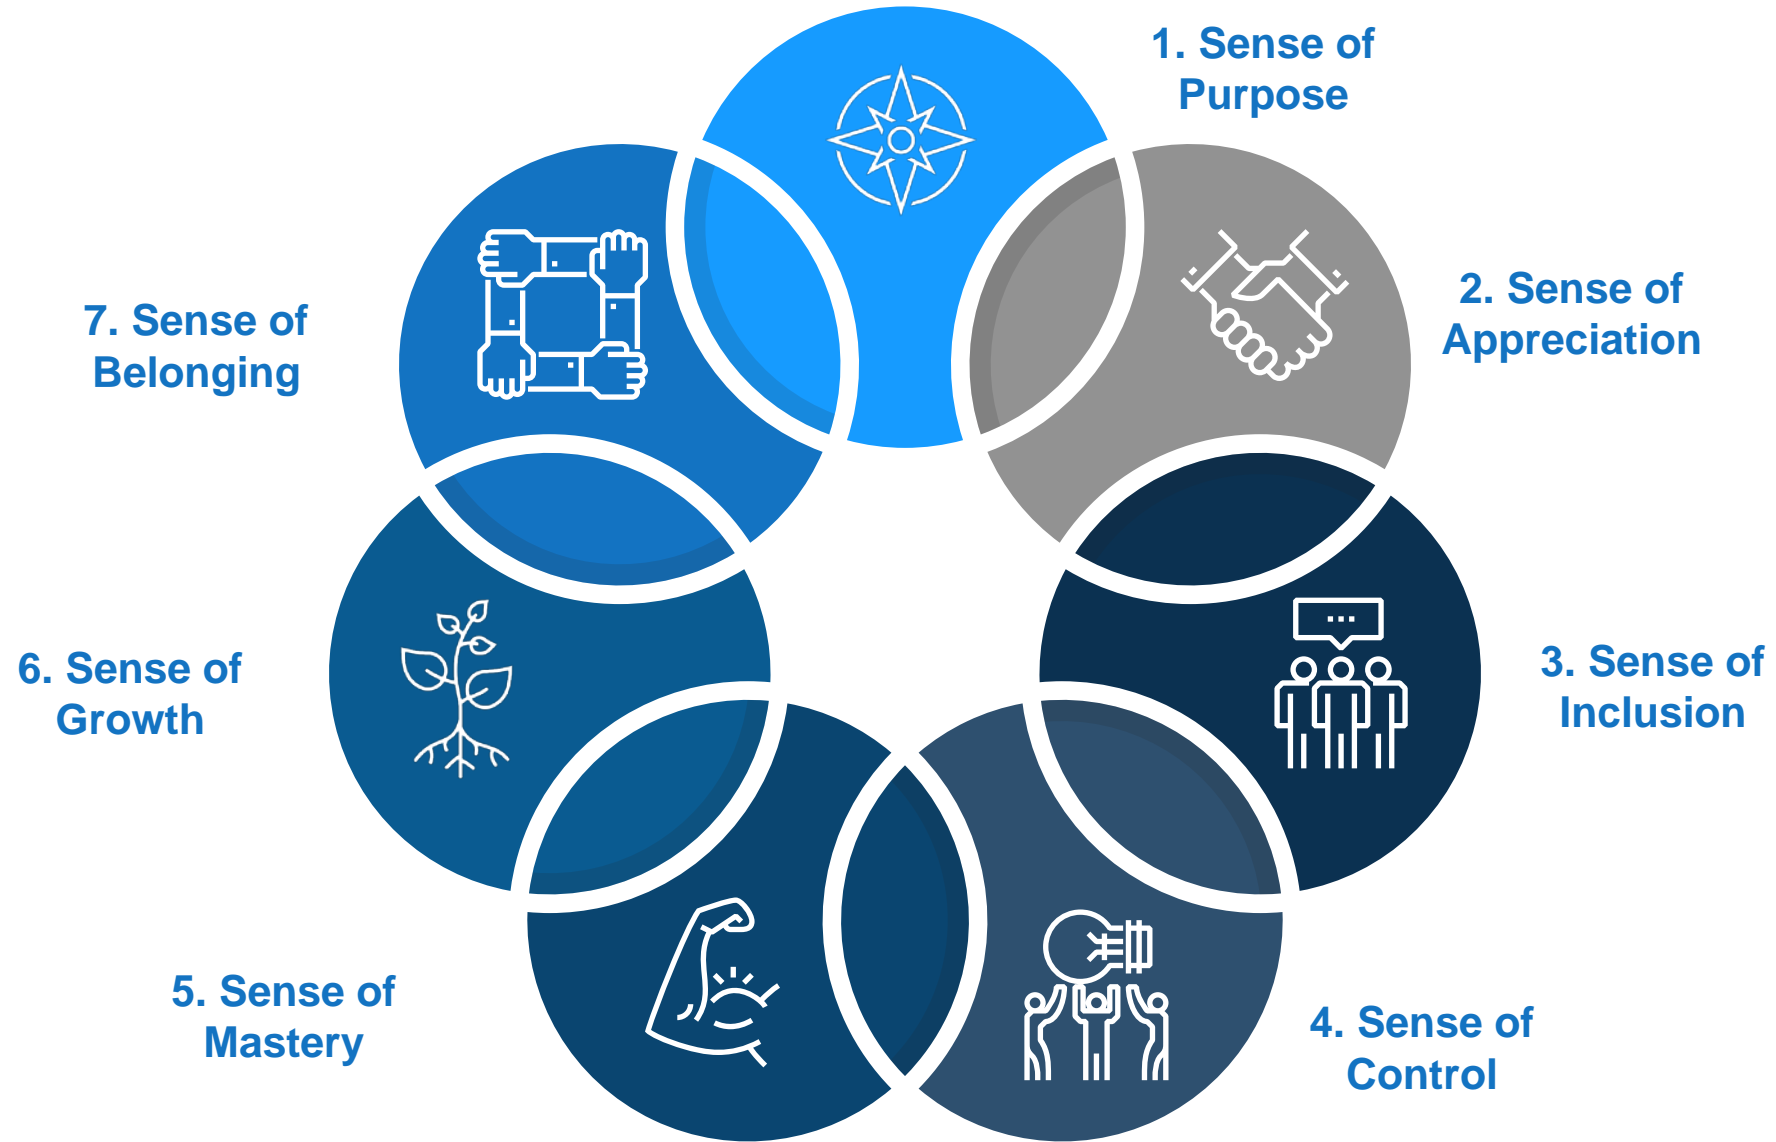 1. Sense of
Purpose
2. Sense of
Appreciation
3. Sense of
Inclusion
4. Sense of
Control
5. Sense of
Mastery
6. Sense of
Growth
7. Sense of
Belonging